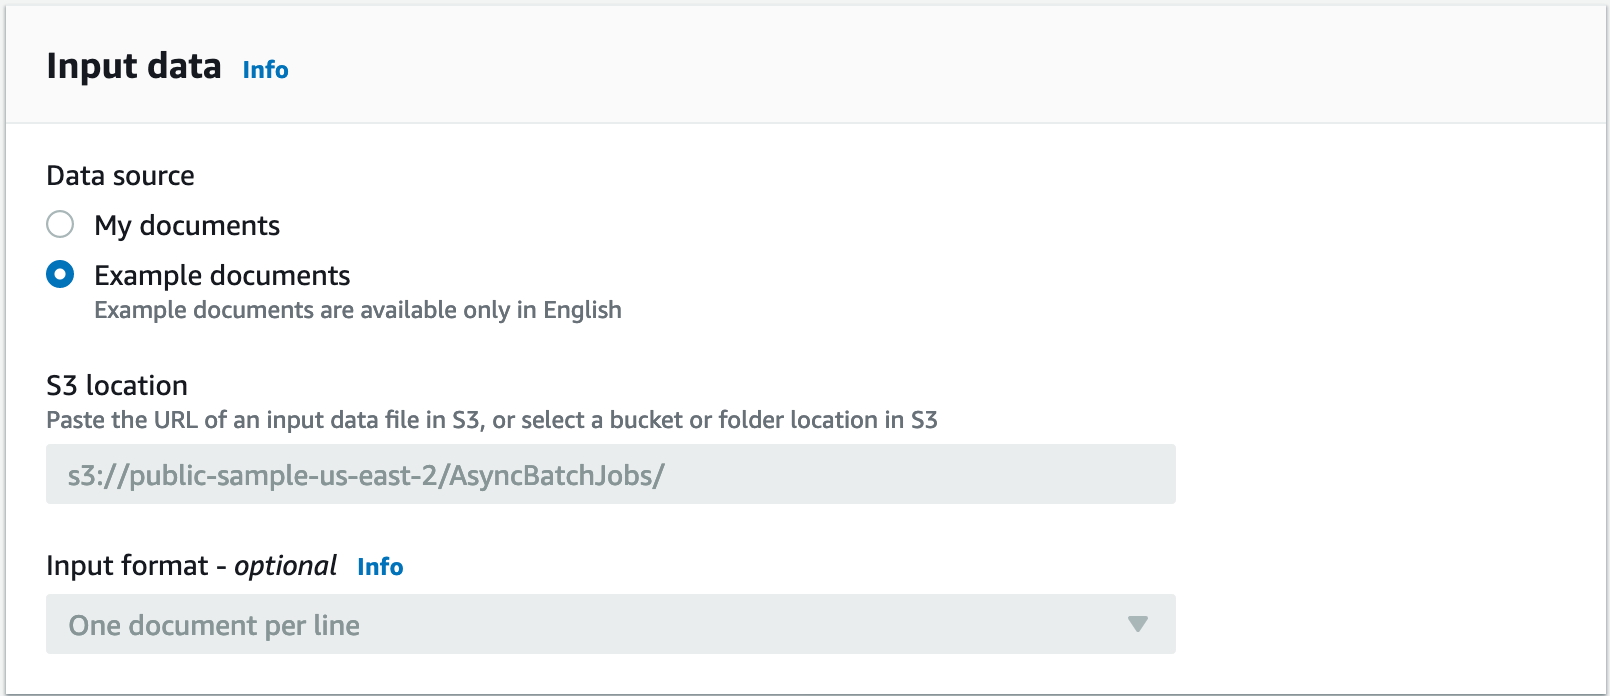 Input data Info
Data source
My documents
Example documents
Example documents are available only in English
S3 location
Paste the URL of an input data file in S3, or select a bucket or folder location in S3
s3://public-sample-us-east-2/AsyncBatchJobs/
Input format - optional Info
One document per line